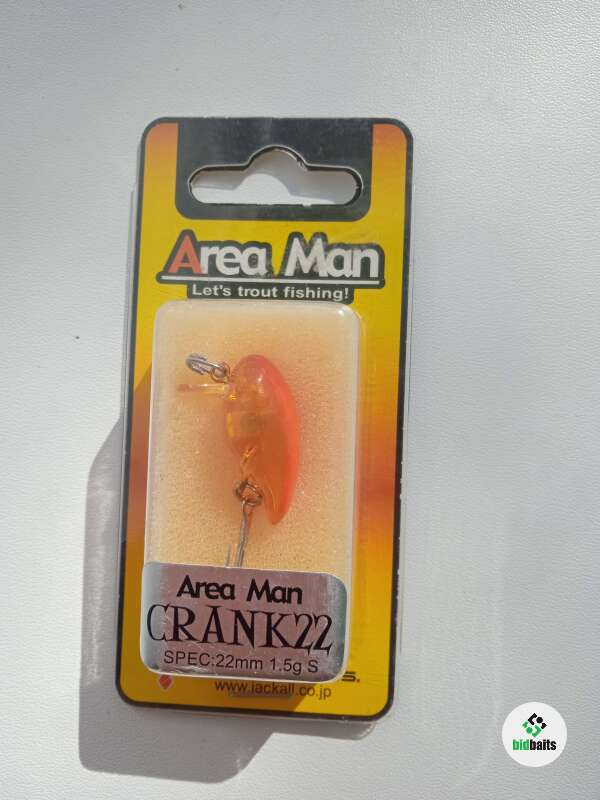 Area Man
Let's trout fishing!
Area Man
CRANK22
SPEC:22mm 1.5g S
www.jackall.co.jp
bidbaits